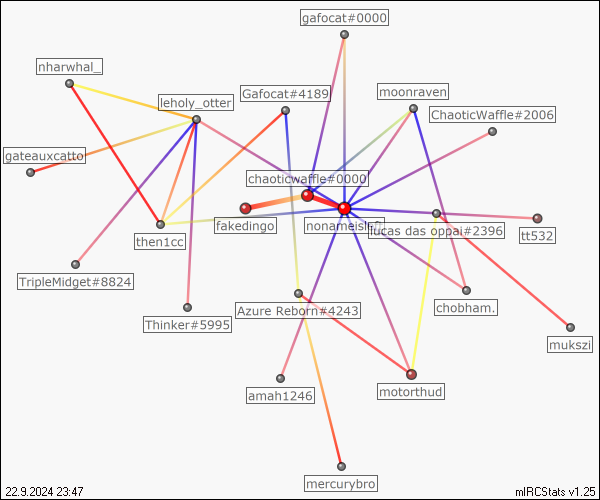 gafocat#0000
nharwhal_
leholy_otter
Gafocat#4189
moonraven
ChaoticWaffle#2006
gateauxcatto
chaoticwaffle#0000
fakedingo
nonameisleft
lucas das oppai#2396
tt532
then1cc
TripleMidget#8824
Thinker#5995
Azure Reborn#4243
chobham.
mukszi
amah1246
motorthud
mercurybro
22.9.2024 23:47
mIRCStats v1.25